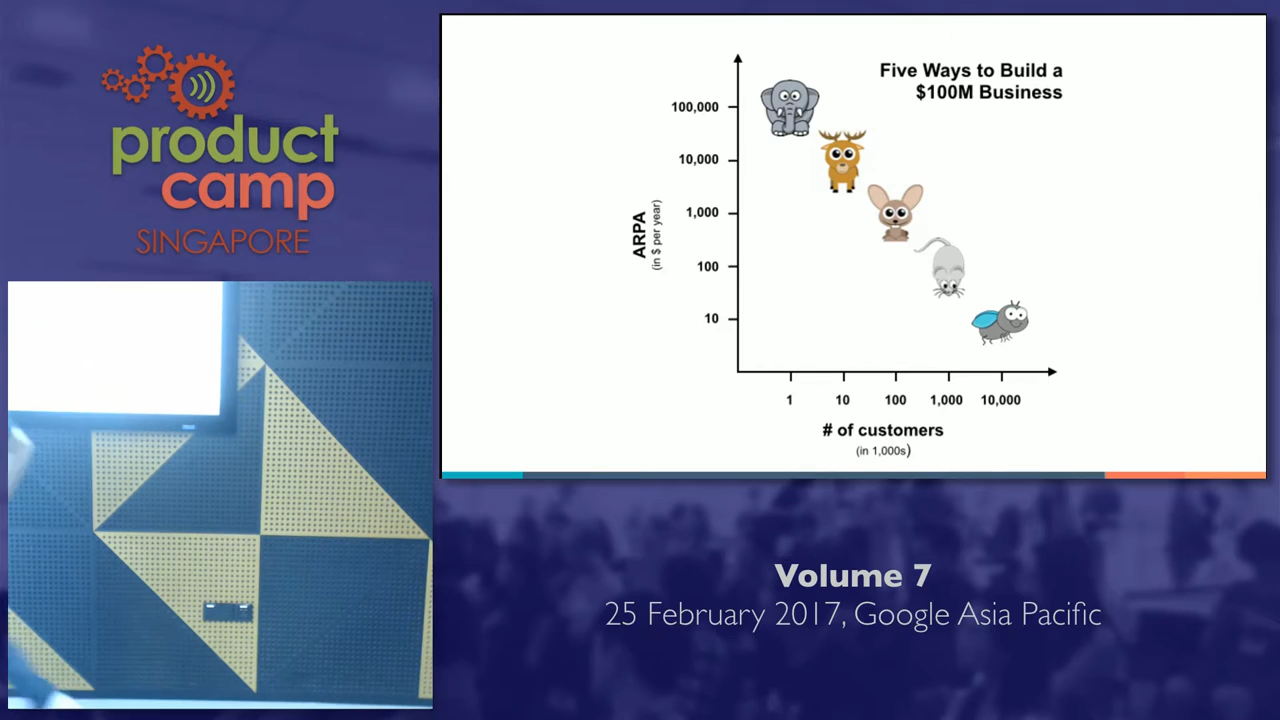 product
camp
SINGAPORE
Five Ways to Build a
$100M Business
100,000
10,000
1,000
100
10
ARPA
(in $ per year)
1
10
100
1,000
10,000
# of customers
(in 1,000s)
Volume 7
25 February 2017, Google Asia Pacific